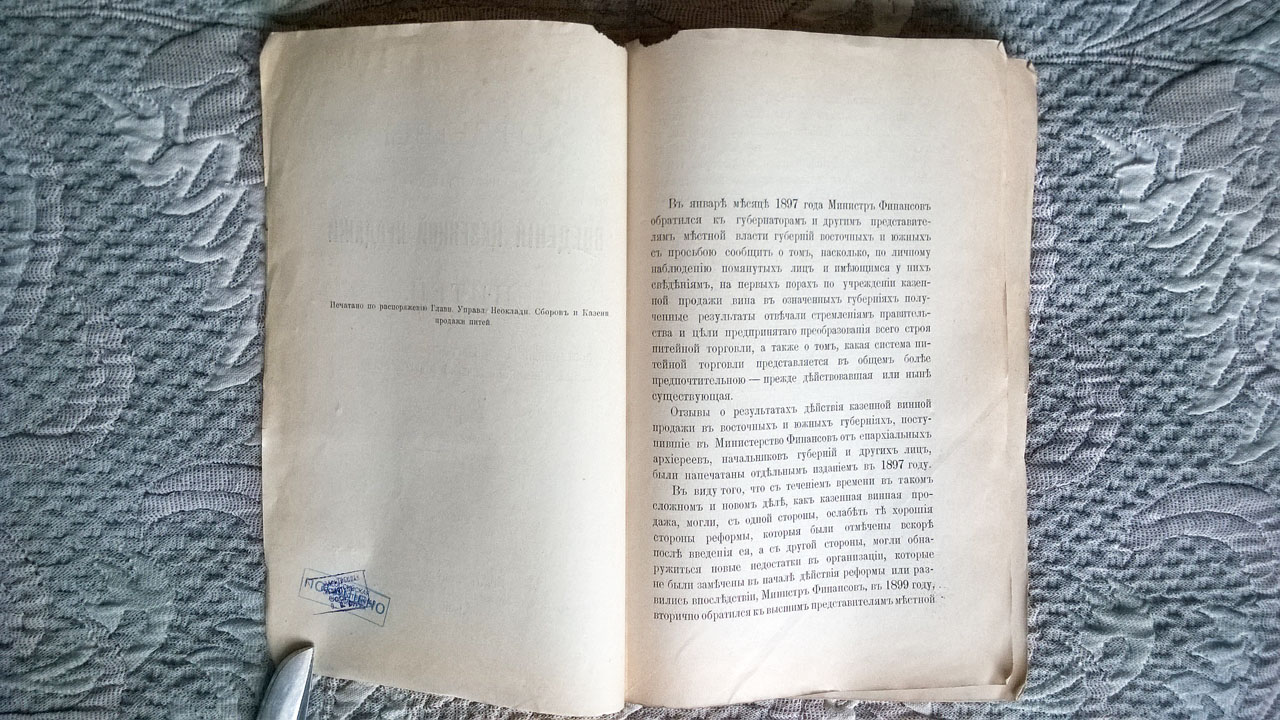 Печатано по распоряженію Главн. Управл. Неокладн. Сборовъ и Казенн.
продажи питей.
ПОГАШЕНО
Въ январѣ мѣсяцѣ 1897 года Министръ Финансовъ
обратился къ губернаторамъ и другимъ представите-
лямъ мѣстной власти губерній восточныхъ и южныхъ
съ просьбою сообщить о томъ, насколько, по личному
наблюденію помянутыхъ лицъ и имѣющимся у нихъ
свѣдѣніямъ, на первыхъ порахъ по учрежденіи казен-
ной продажи вина въ означенныхъ губерніяхъ полу-
ченные результаты отвѣчали стремленіямъ правитель-
ства и цѣли предпринятаго преобразованія всего строя
питейной торговли, а также о томъ, какая система пи-
тейной торговли представляется въ общемъ болѣе
предпочтительною — прежде дѣйствовавшая или нынѣ
существующая.
Отзывы о результатахъ дѣйствія казенной винной
продажи въ восточныхъ и южныхъ губерніяхъ, посту-
пившіе въ Министерство Финансовъ отъ епархіальныхъ
архіереевъ, начальниковъ губерній и другихъ лицъ,
были напечатаны отдѣльнымъ изданіемъ въ 1897 году.
Въ виду того, что съ теченіемъ времени въ такомъ
сложномъ и новомъ дѣлѣ, какъ казенная винная про-
дажа, могли, съ одной стороны, ослабѣть тѣ хорошія
стороны реформы, которыя были отмѣчены вскорѣ
послѣ введенія ея, а съ другой стороны, могли обна-
ружиться новые недостатки въ организаціи, которые
не были замѣчены въ началѣ дѣйствія реформы или раз-
вились впослѣдствіи, Министръ Финансовъ, въ 1899 году,
вторично обратился къ высшимъ представителямъ мѣстной